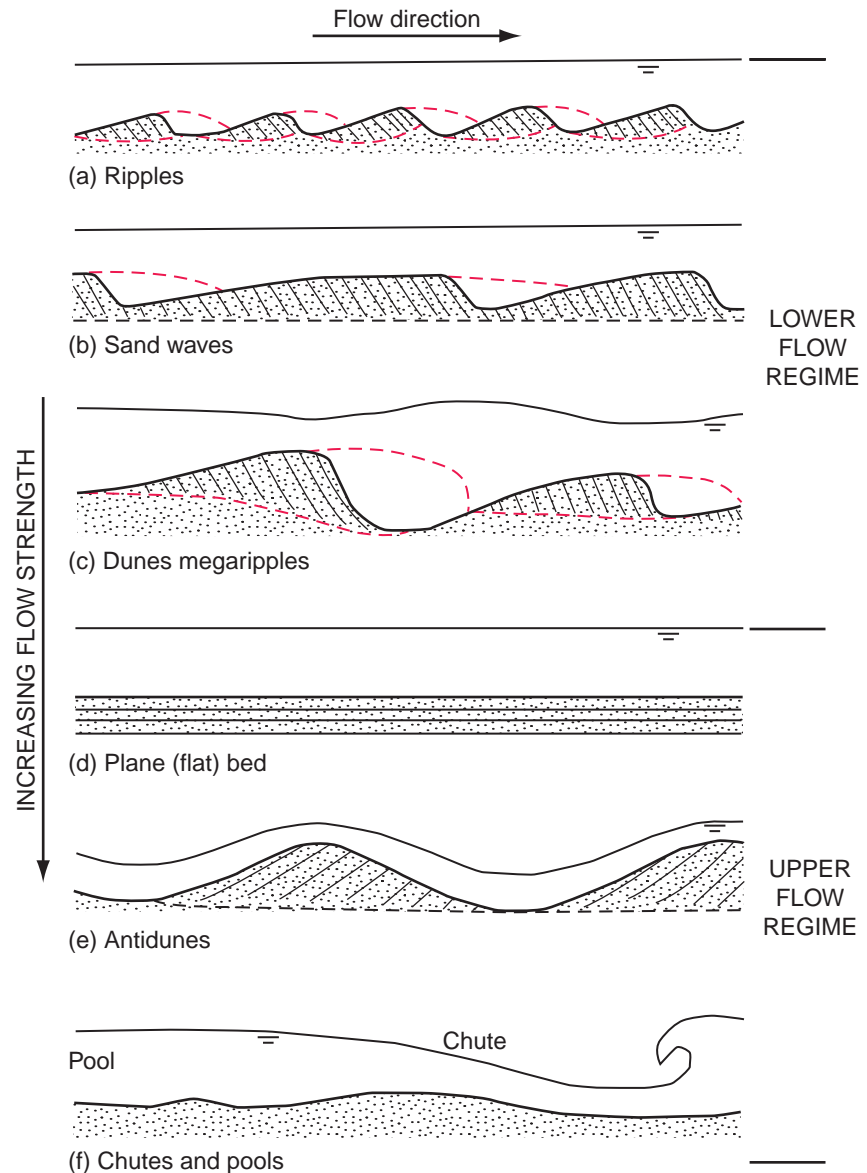 Flow direction
(a) Ripples
(b) Sand waves
LOWER
FLOW
REGIME
(c) Dunes megaripples
INCREASING FLOW STRENGTH
(d) Plane (flat) bed
(e) Antidunes
UPPER
FLOW
REGIME
Chute
Pool
(f) Chutes and pools